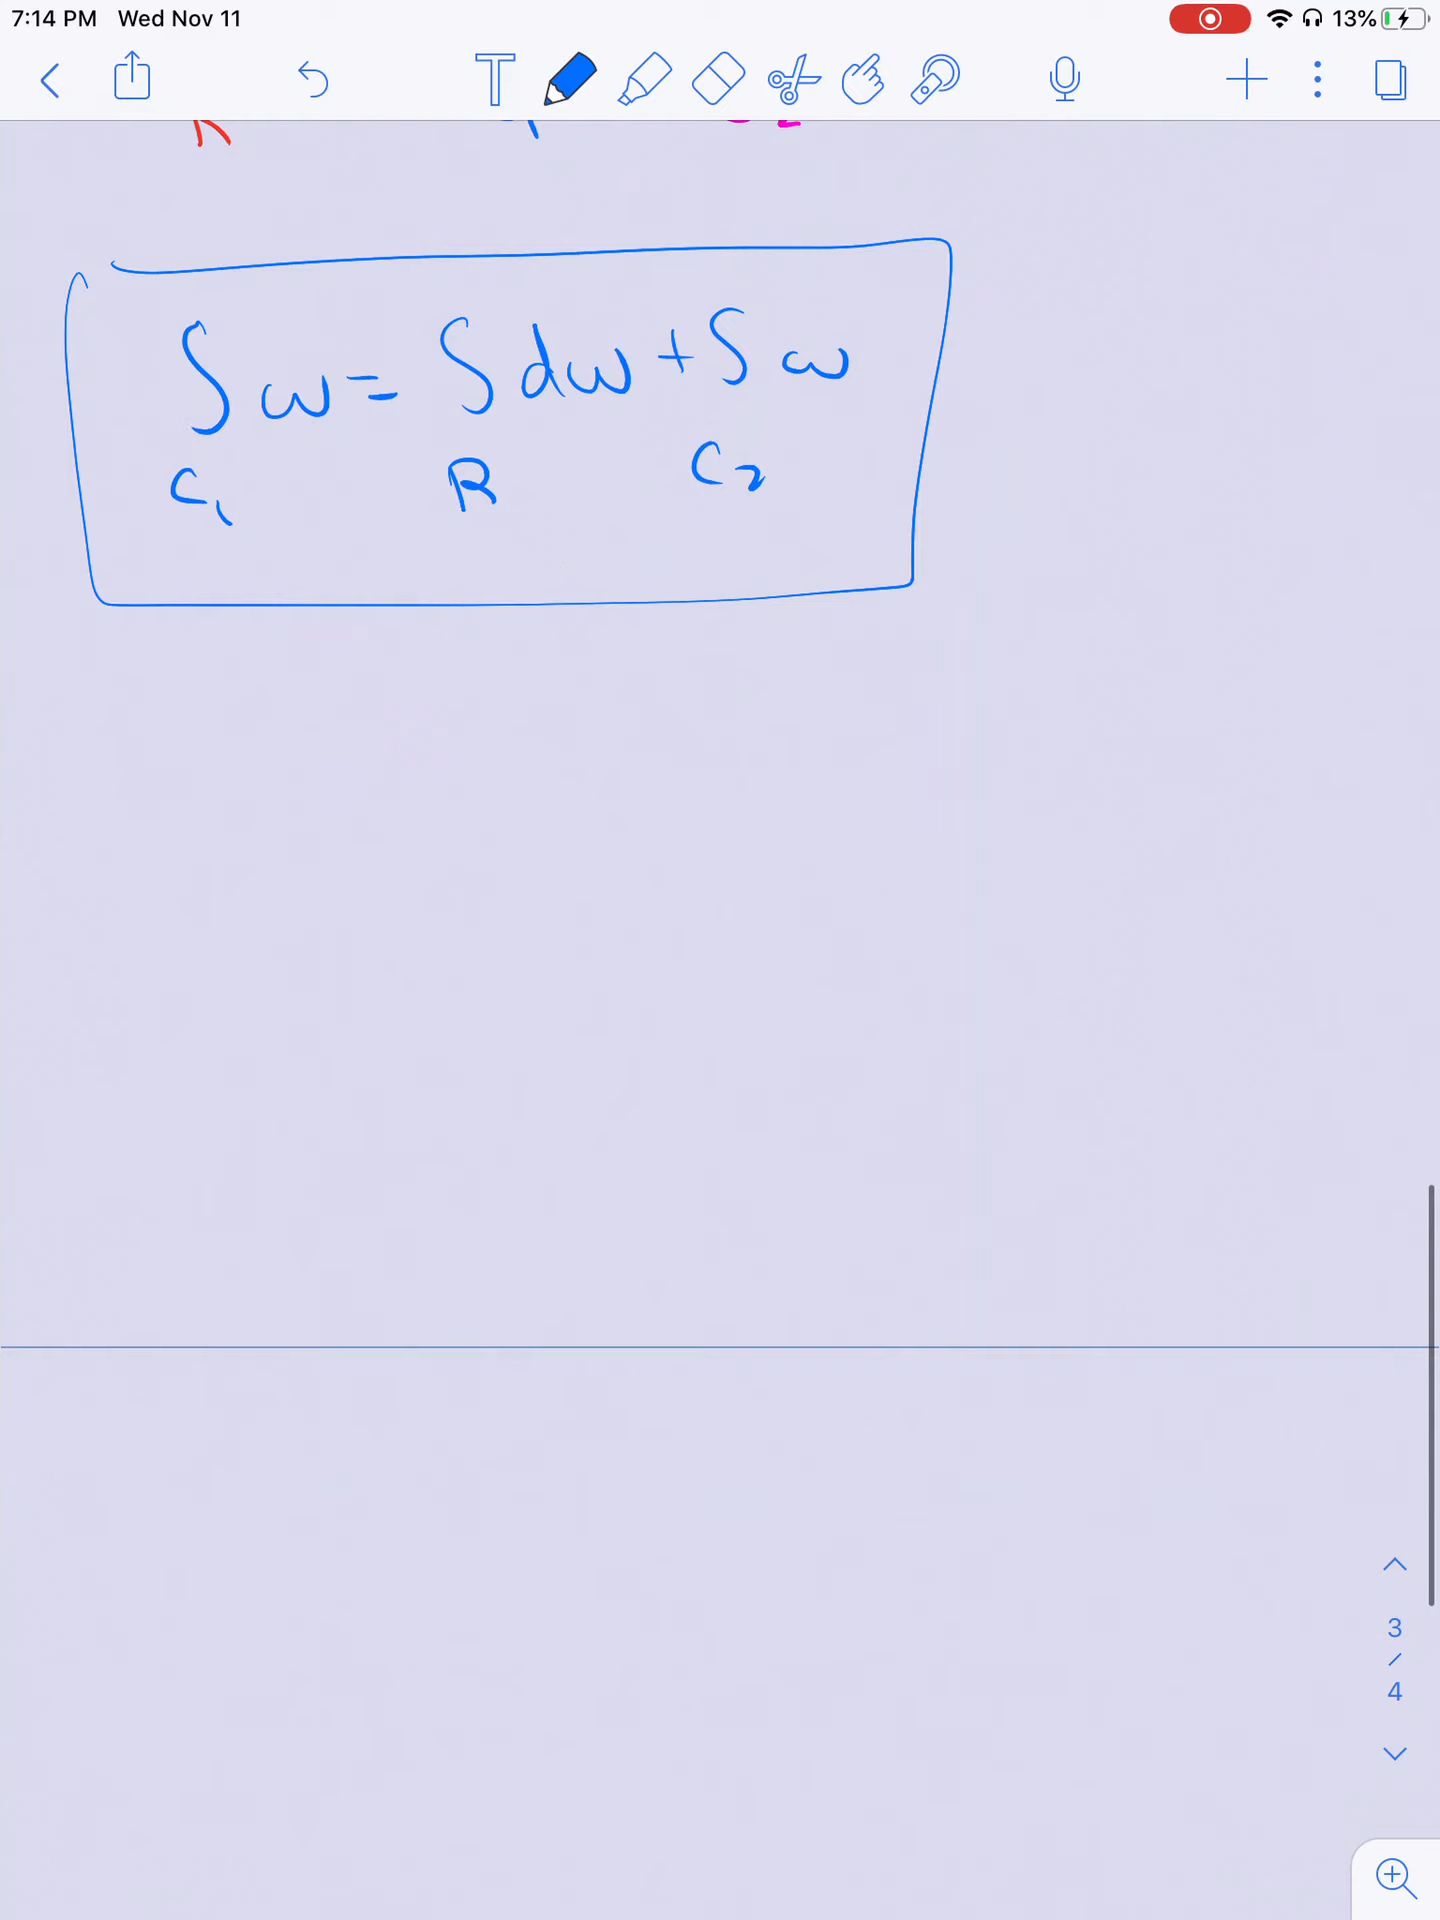 7:14 PM Wed Nov 11 13%
T
∫ ω = ∫ dω + ∫ ω
C₁ R C₂
3
/
4